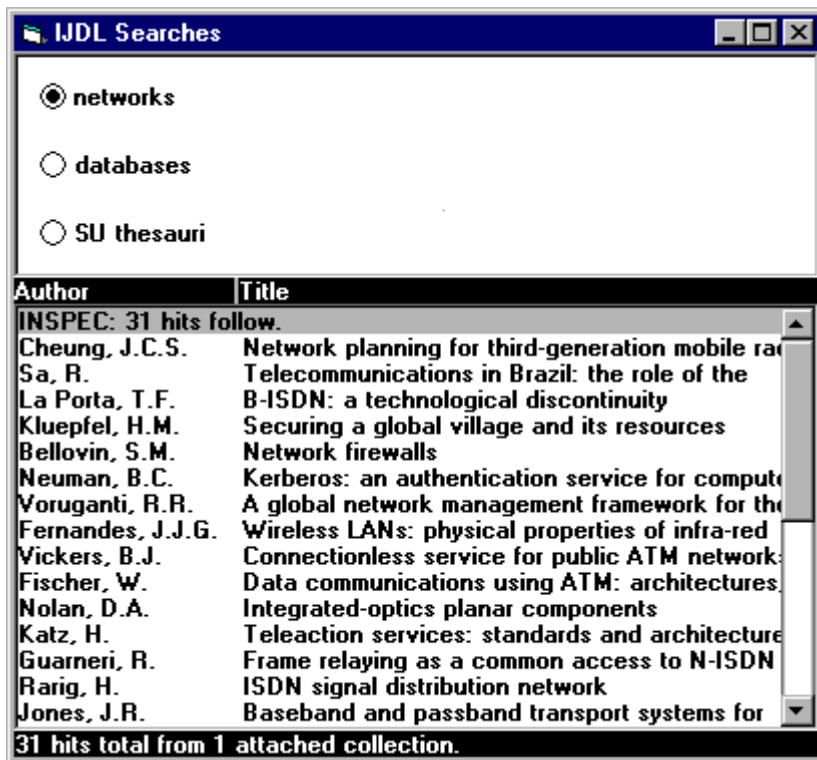 IJDL Searches
networks
databases
SU thesauri
Author Title
INSPEC: 31 hits follow.
Cheung, J.C.S. Network planning for third-generation mobile rad
Sa, R. Telecommunications in Brazil: the role of the
La Porta, T.F. B-ISDN: a technological discontinuity
Kluepfel, H.M. Securing a global village and its resources
Bellovin, S.M. Network firewalls
Neuman, B.C. Kerberos: an authentication service for compute
Voruganti, R.R. A global network management framework for the
Fernandes, J.J.G. Wireless LANs: physical properties of infra-red
Vickers, B.J. Connectionless service for public ATM networks
Fischer, W. Data communications using ATM: architectures,
Nolan, D.A. Integrated-optics planar components
Katz, H. Teleaction services: standards and architecture
Guarneri, R. Frame relaying as a common access to N-ISDN
Rarig, H. ISDN signal distribution network
Jones, J.R. Baseband and passband transport systems for
31 hits total from 1 attached collection.